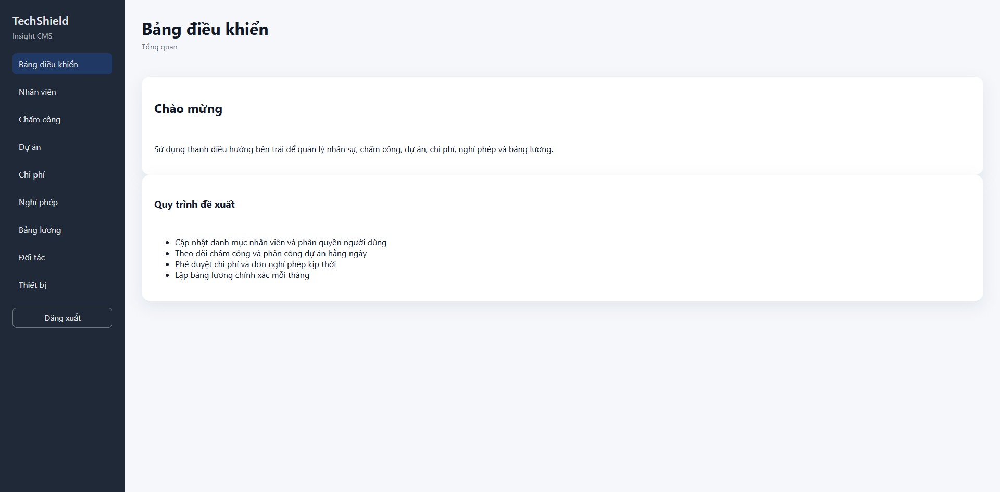 TechShield
Insight CMS
Bảng điều khiển
Nhân viên
Chấm công
Dự án
Chi phí
Nghỉ phép
Bảng lương
Đối tác
Thiết bị
Đăng xuất
Bảng điều khiển
Tổng quan
Chào mừng
Sử dụng thanh điều hướng bên trái để quản lý nhân sự, chấm công, dự án, chi phí, nghỉ phép và bảng lương.
Quy trình đề xuất
• Cập nhật danh mục nhân viên và phân quyền người dùng
• Theo dõi chấm công và phân công dự án hằng ngày
• Phê duyệt chi phí và đơn nghỉ phép kịp thời
• Lập bảng lương chính xác mỗi tháng